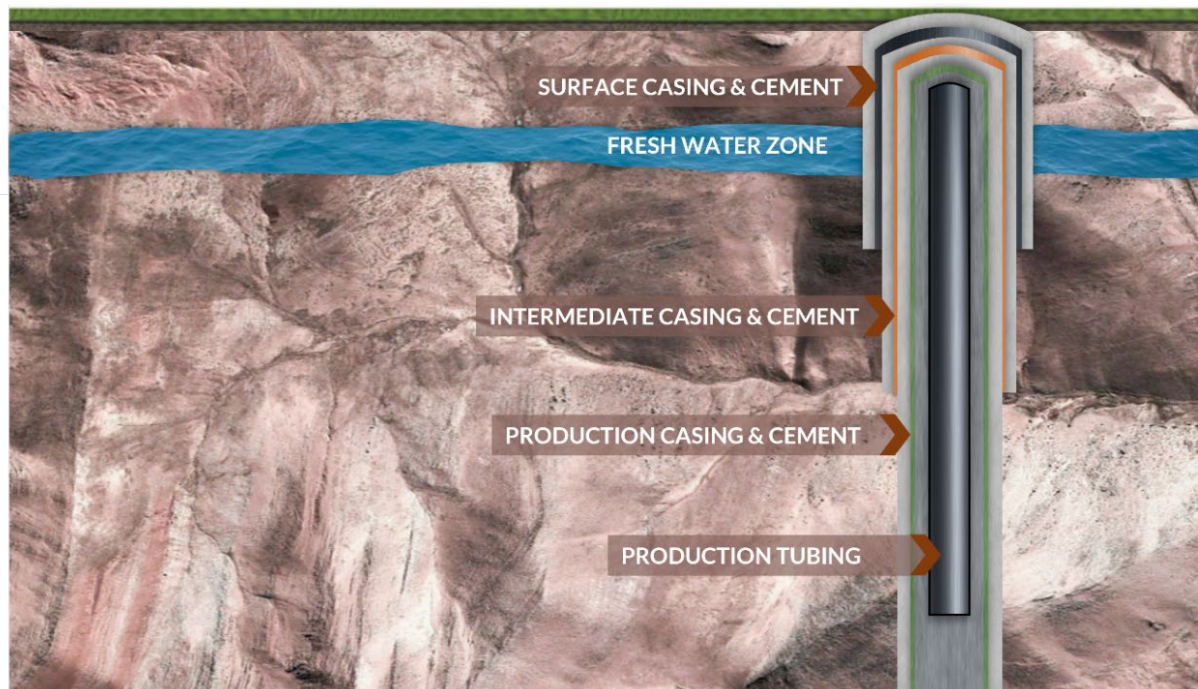 SURFACE CASING & CEMENT
FRESH WATER ZONE
INTERMEDIATE CASING & CEMENT
PRODUCTION CASING & CEMENT
PRODUCTION TUBING